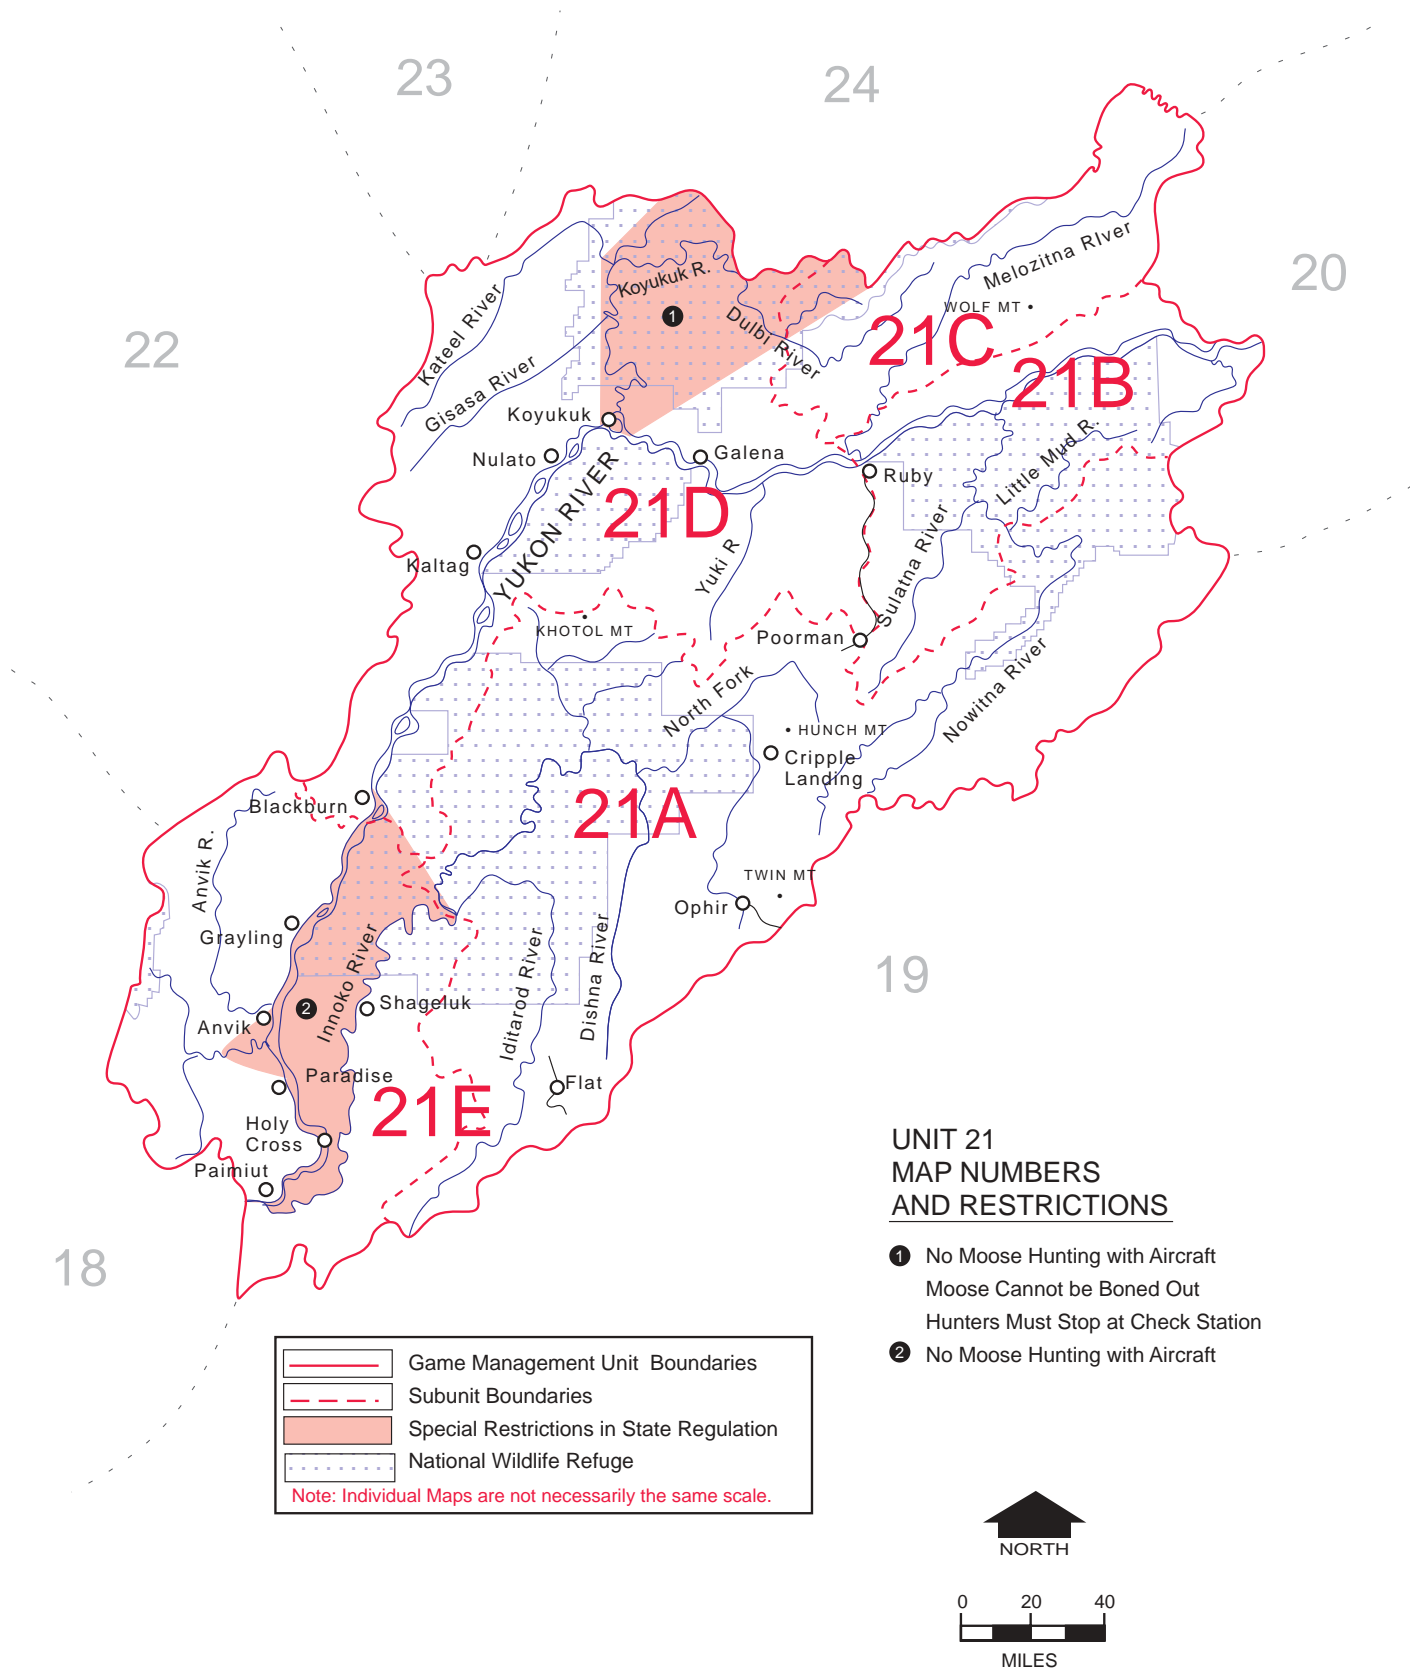 23
24
20
22
Kateel River
Gisasa River
Koyukuk R.
1
Dulbi River
Melozitna RIver
WOLF MT
21C
21B
Koyukuk
Nulato
Galena
Ruby
Little Mud R.
YUKON RIVER
21D
Kaltag
Yuki R
Sulatna River
KHOTOL MT
Poorman
North Fork
Nowitna River
HUNCH MT
Cripple
Landing
Blackburn
21A
Anvik R.
TWIN MT
Ophir
Grayling
Innoko River
Iditarod River
Dishna River
19
2
Shageluk
Anvik
Paradise
Flat
21E
Holy
Cross
Paimiut
18
UNIT 21
MAP NUMBERS
AND RESTRICTIONS
1 No Moose Hunting with Aircraft
Moose Cannot be Boned Out
Hunters Must Stop at Check Station
2 No Moose Hunting with Aircraft
Game Management Unit Boundaries
Subunit Boundaries
Special Restrictions in State Regulation
National Wildlife Refuge
Note: Individual Maps are not necessarily the same scale.
NORTH
0 20 40
MILES